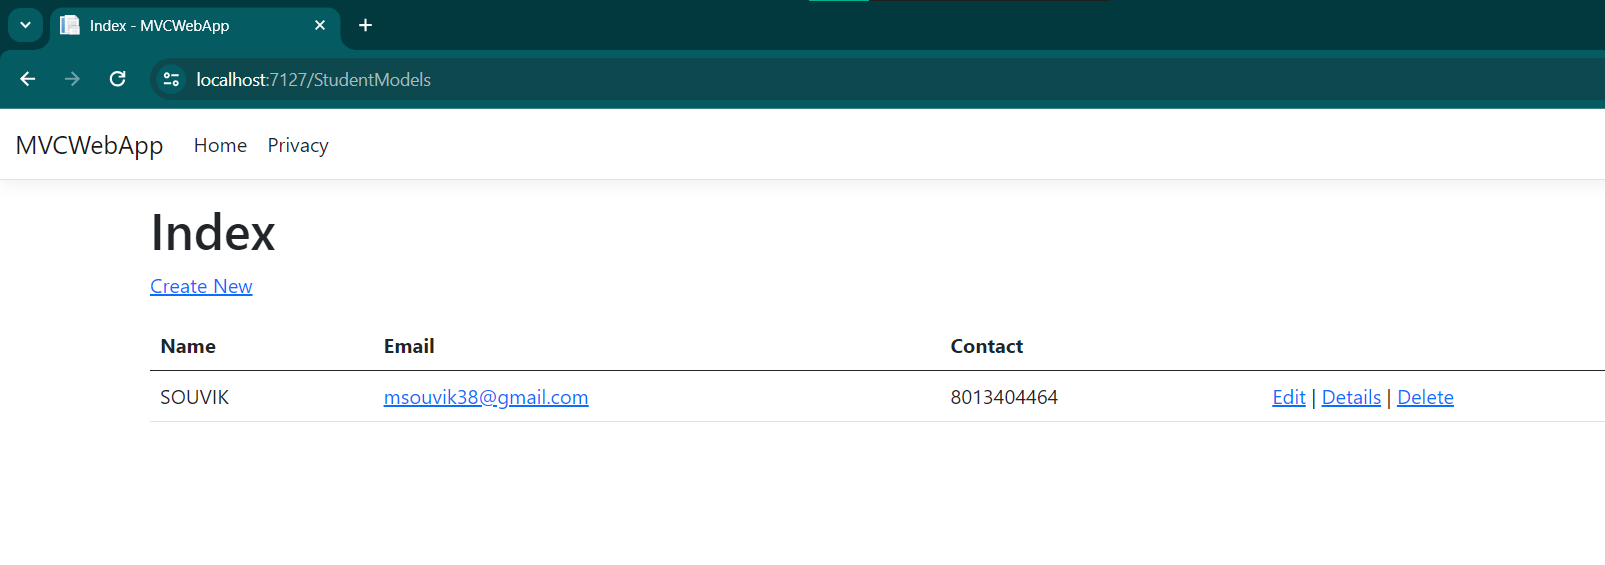 Index - MVCWebApp
localhost:7127/StudentModels
MVCWebApp Home Privacy
Index
Create New
Name Email Contact
SOUVIK msouvik38@gmail.com 8013404464 Edit | Details | Delete